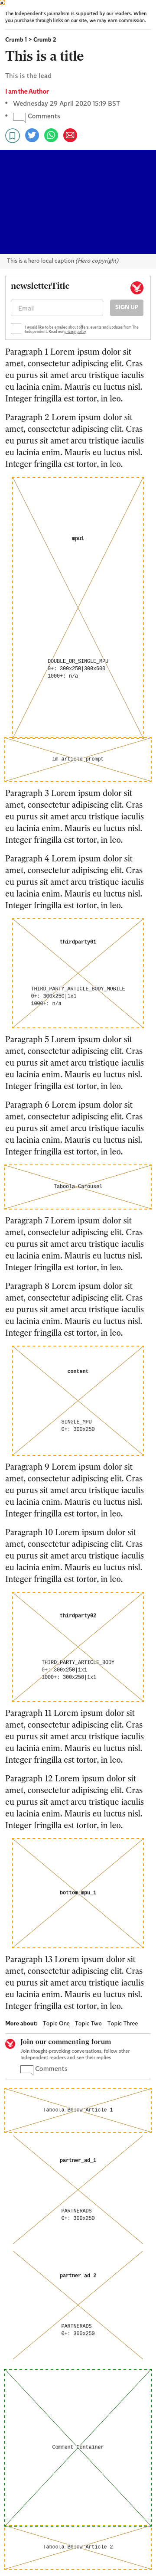 The Independent's journalism is supported by our readers. When
you purchase through links on our site, we may earn commission.
Crumb 1 > Crumb 2
This is a title
This is the lead
I am the Author
• Wednesday 29 April 2020 15:19 BST
• Comments
This is a hero local caption (Hero copyright)
newsletterTitle
Email
SIGN UP
I would like to be emailed about offers, events and updates from The
Independent. Read our privacy policy
Paragraph 1 Lorem ipsum dolor sit
amet, consectetur adipiscing elit. Cras
eu purus sit amet arcu tristique iaculis
eu lacinia enim. Mauris eu luctus nisl.
Integer fringilla est tortor, in leo.
Paragraph 2 Lorem ipsum dolor sit
amet, consectetur adipiscing elit. Cras
eu purus sit amet arcu tristique iaculis
eu lacinia enim. Mauris eu luctus nisl.
Integer fringilla est tortor, in leo.
mpu1
DOUBLE_OR_SINGLE_MPU
0+: 300x250|300x600
1000+: n/a
im article prompt
Paragraph 3 Lorem ipsum dolor sit
amet, consectetur adipiscing elit. Cras
eu purus sit amet arcu tristique iaculis
eu lacinia enim. Mauris eu luctus nisl.
Integer fringilla est tortor, in leo.
Paragraph 4 Lorem ipsum dolor sit
amet, consectetur adipiscing elit. Cras
eu purus sit amet arcu tristique iaculis
eu lacinia enim. Mauris eu luctus nisl.
Integer fringilla est tortor, in leo.
thirdparty01
THIRD_PARTY_ARTICLE_BODY_MOBILE
0+: 300x250|1x1
1000+: n/a
Paragraph 5 Lorem ipsum dolor sit
amet, consectetur adipiscing elit. Cras
eu purus sit amet arcu tristique iaculis
eu lacinia enim. Mauris eu luctus nisl.
Integer fringilla est tortor, in leo.
Paragraph 6 Lorem ipsum dolor sit
amet, consectetur adipiscing elit. Cras
eu purus sit amet arcu tristique iaculis
eu lacinia enim. Mauris eu luctus nisl.
Integer fringilla est tortor, in leo.
Taboola Carousel
Paragraph 7 Lorem ipsum dolor sit
amet, consectetur adipiscing elit. Cras
eu purus sit amet arcu tristique iaculis
eu lacinia enim. Mauris eu luctus nisl.
Integer fringilla est tortor, in leo.
Paragraph 8 Lorem ipsum dolor sit
amet, consectetur adipiscing elit. Cras
eu purus sit amet arcu tristique iaculis
eu lacinia enim. Mauris eu luctus nisl.
Integer fringilla est tortor, in leo.
content
SINGLE_MPU
0+: 300x250
Paragraph 9 Lorem ipsum dolor sit
amet, consectetur adipiscing elit. Cras
eu purus sit amet arcu tristique iaculis
eu lacinia enim. Mauris eu luctus nisl.
Integer fringilla est tortor, in leo.
Paragraph 10 Lorem ipsum dolor sit
amet, consectetur adipiscing elit. Cras
eu purus sit amet arcu tristique iaculis
eu lacinia enim. Mauris eu luctus nisl.
Integer fringilla est tortor, in leo.
thirdparty02
THIRD_PARTY_ARTICLE_BODY
0+: 300x250|1x1
1000+: 300x250|1x1
Paragraph 11 Lorem ipsum dolor sit
amet, consectetur adipiscing elit. Cras
eu purus sit amet arcu tristique iaculis
eu lacinia enim. Mauris eu luctus nisl.
Integer fringilla est tortor, in leo.
Paragraph 12 Lorem ipsum dolor sit
amet, consectetur adipiscing elit. Cras
eu purus sit amet arcu tristique iaculis
eu lacinia enim. Mauris eu luctus nisl.
Integer fringilla est tortor, in leo.
bottom_mpu_1
Paragraph 13 Lorem ipsum dolor sit
amet, consectetur adipiscing elit. Cras
eu purus sit amet arcu tristique iaculis
eu lacinia enim. Mauris eu luctus nisl.
Integer fringilla est tortor, in leo.
More about: Topic One Topic Two Topic Three
Join our commenting forum
Join thought-provoking conversations, follow other
Independent readers and see their replies
Comments
Taboola Below Article 1
partner_ad_1
PARTNERADS
0+: 300x250
partner_ad_2
PARTNERADS
0+: 300x250
Comment Container
Taboola Below Article 2